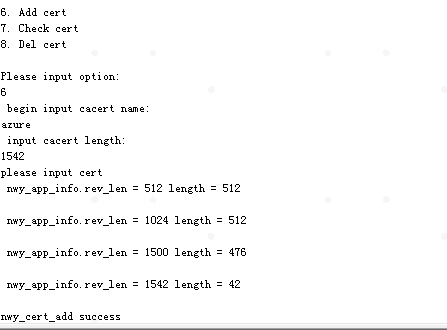 6. Add cert
7. Check cert
8. Del cert
Please input option:
6
begin input cacert name:
azure
input cacert length:
1542
please input cert
nwy_app_info.rev_len = 512 length = 512
nwy_app_info.rev_len = 1024 length = 512
nwy_app_info.rev_len = 1500 length = 476
nwy_app_info.rev_len = 1542 length = 42
nwy_cert_add success